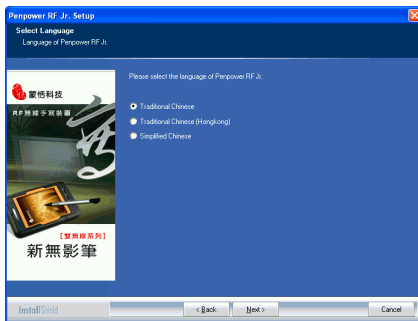 Penpower RF Jr. Setup
Select Language
Language of Penpower RF Jr.
Please select the language of Penpower RF Jr.
蒙恬科技
RF無線手寫裝置
Traditional Chinese
Traditional Chinese (Hongkong)
Simplified Chinese
[雙無線系列]
新無影筆
InstallShield
< Back
Next >
Cancel